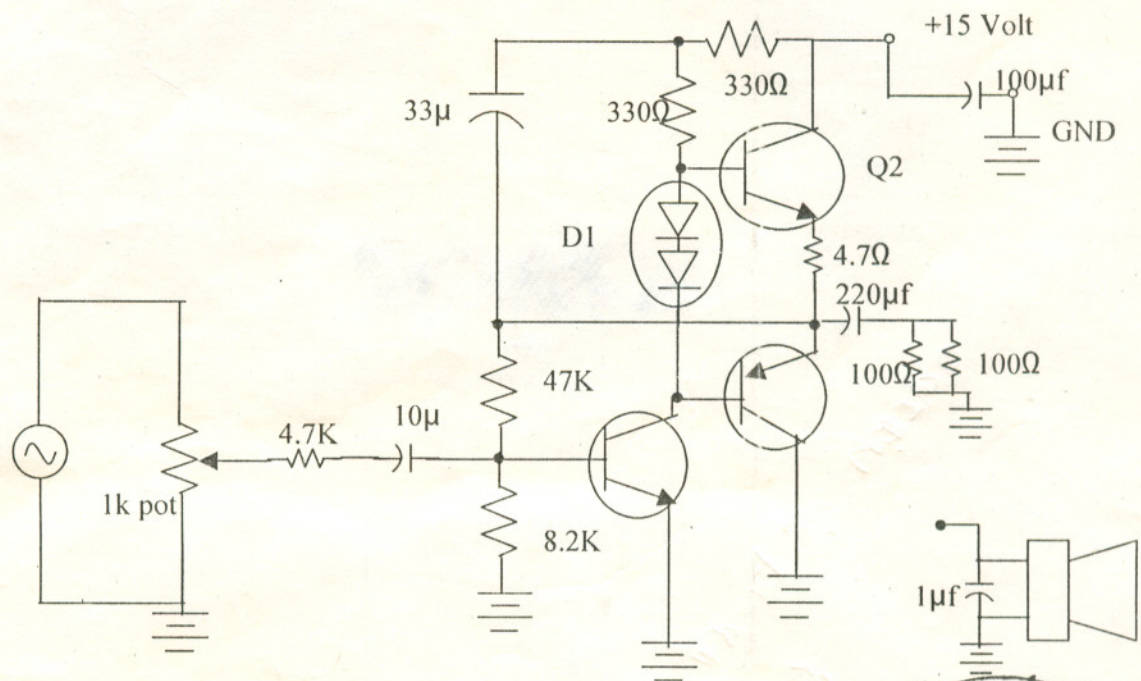 +15 Volt
330Ω
100µf
33µ
330Ω
GND
Q2
D1
4.7Ω
220µf
47K
100Ω
100Ω
10µ
4.7K
1k pot
8.2K
1µf